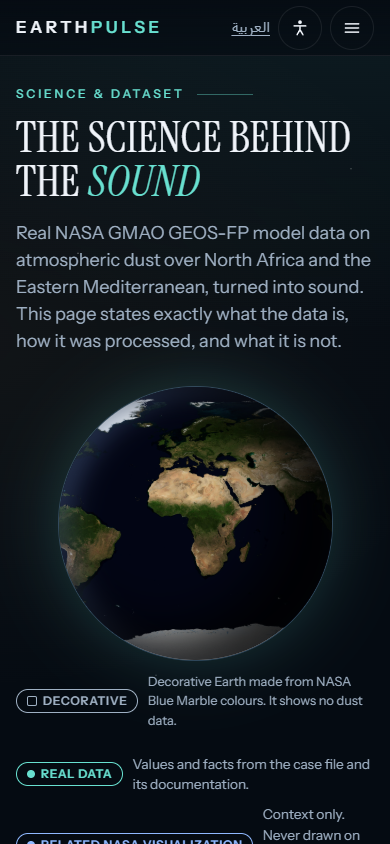 EARTHPULSE
العربية
SCIENCE & DATASET
THE SCIENCE BEHIND
THE SOUND
Real NASA GMAO GEOS-FP model data on
atmospheric dust over North Africa and the
Eastern Mediterranean, turned into sound.
This page states exactly what the data is,
how it was processed, and what it is not.
DECORATIVE
Decorative Earth made from NASA
Blue Marble colours. It shows no dust
data.
REAL DATA
Values and facts from the case file and
its documentation.
RELATED NASA VISUALIZATION
Context only.
Never drawn on